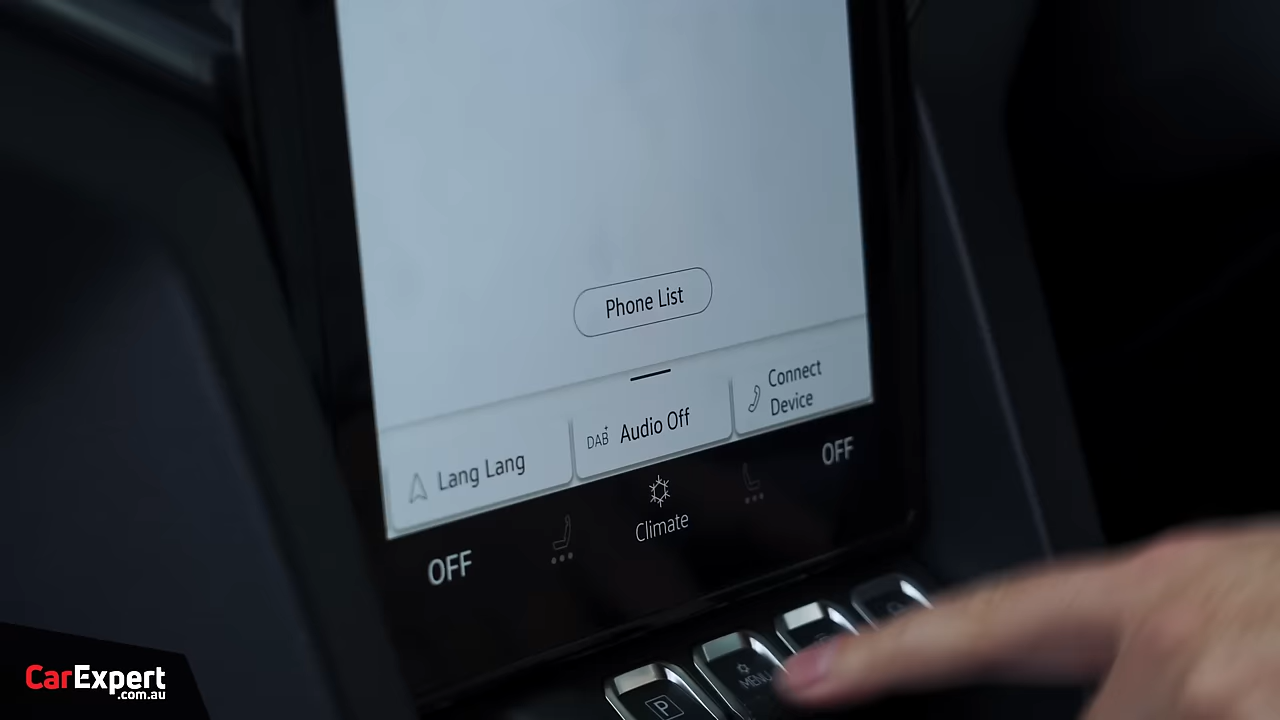 Phone List
Connect
Device
DAB+ Audio Off
Lang Lang
OFF
Climate
OFF
MENU
P
CarExpert
.com.au